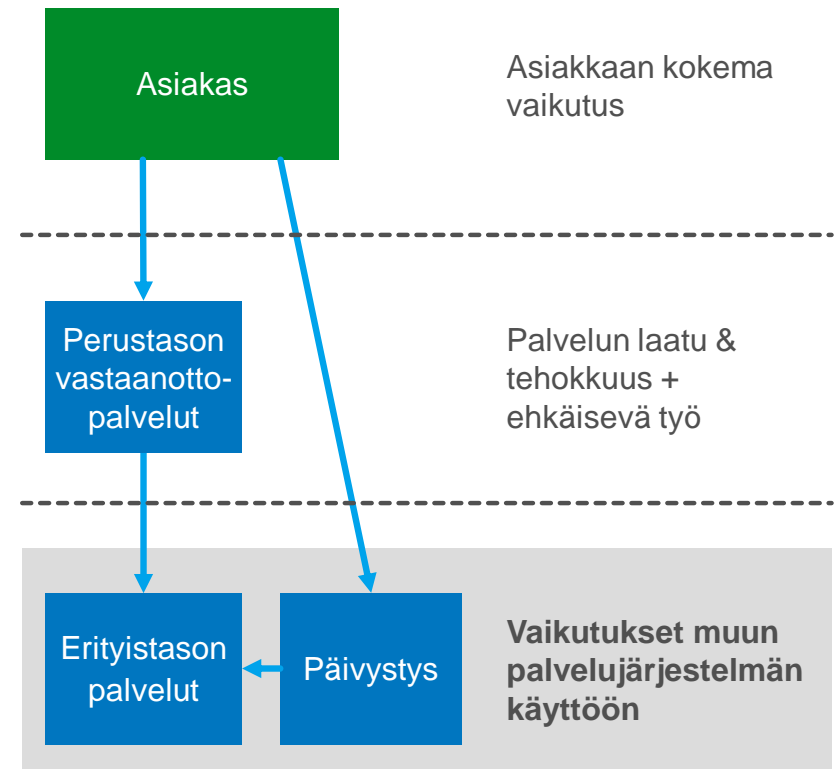 Asiakas
Asiakkaan kokema
vaikutus
Perustason
vastaanotto-
palvelut
Palvelun laatu &
tehokkuus +
ehkäisevä työ
Erityistason
palvelut
Päivystys
Vaikutukset muun
palvelujärjestelmän
käyttöön